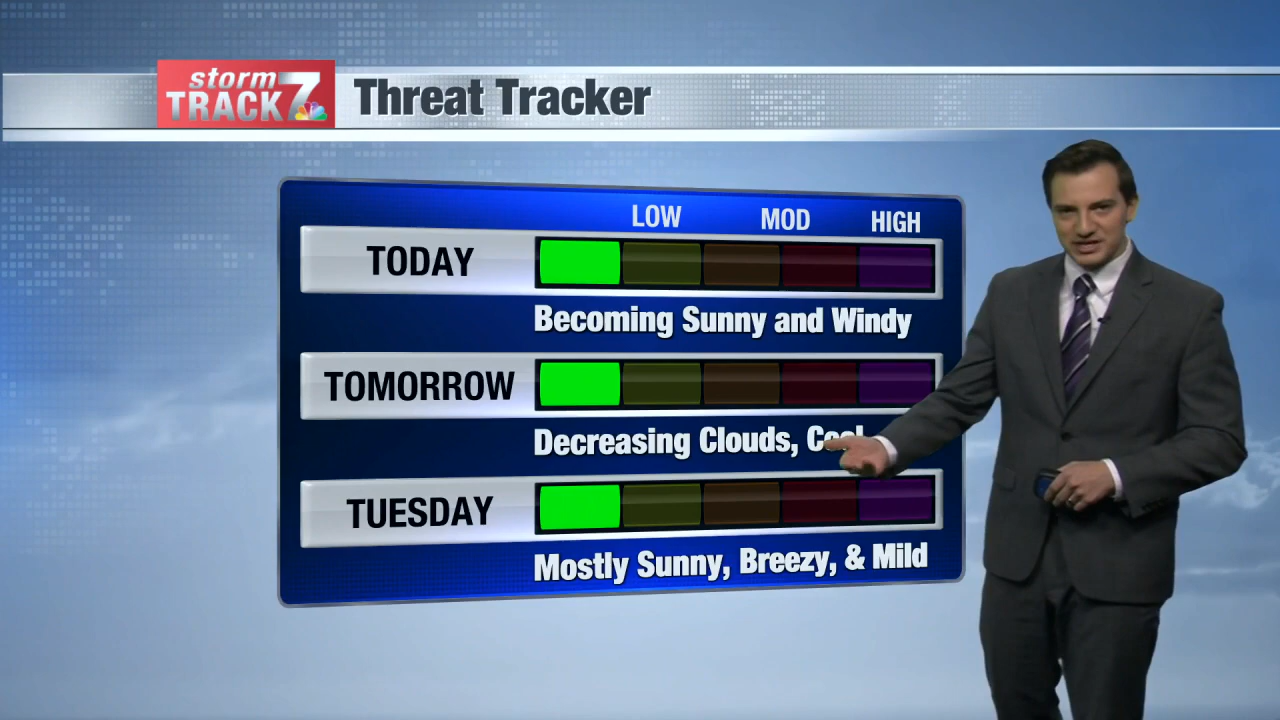 storm
TRACK 7
Threat Tracker
LOW MOD HIGH
TODAY
Becoming Sunny and Windy
TOMORROW
Decreasing Clouds,
TUESDAY
Mostly Sunny, Breezy, & Mild